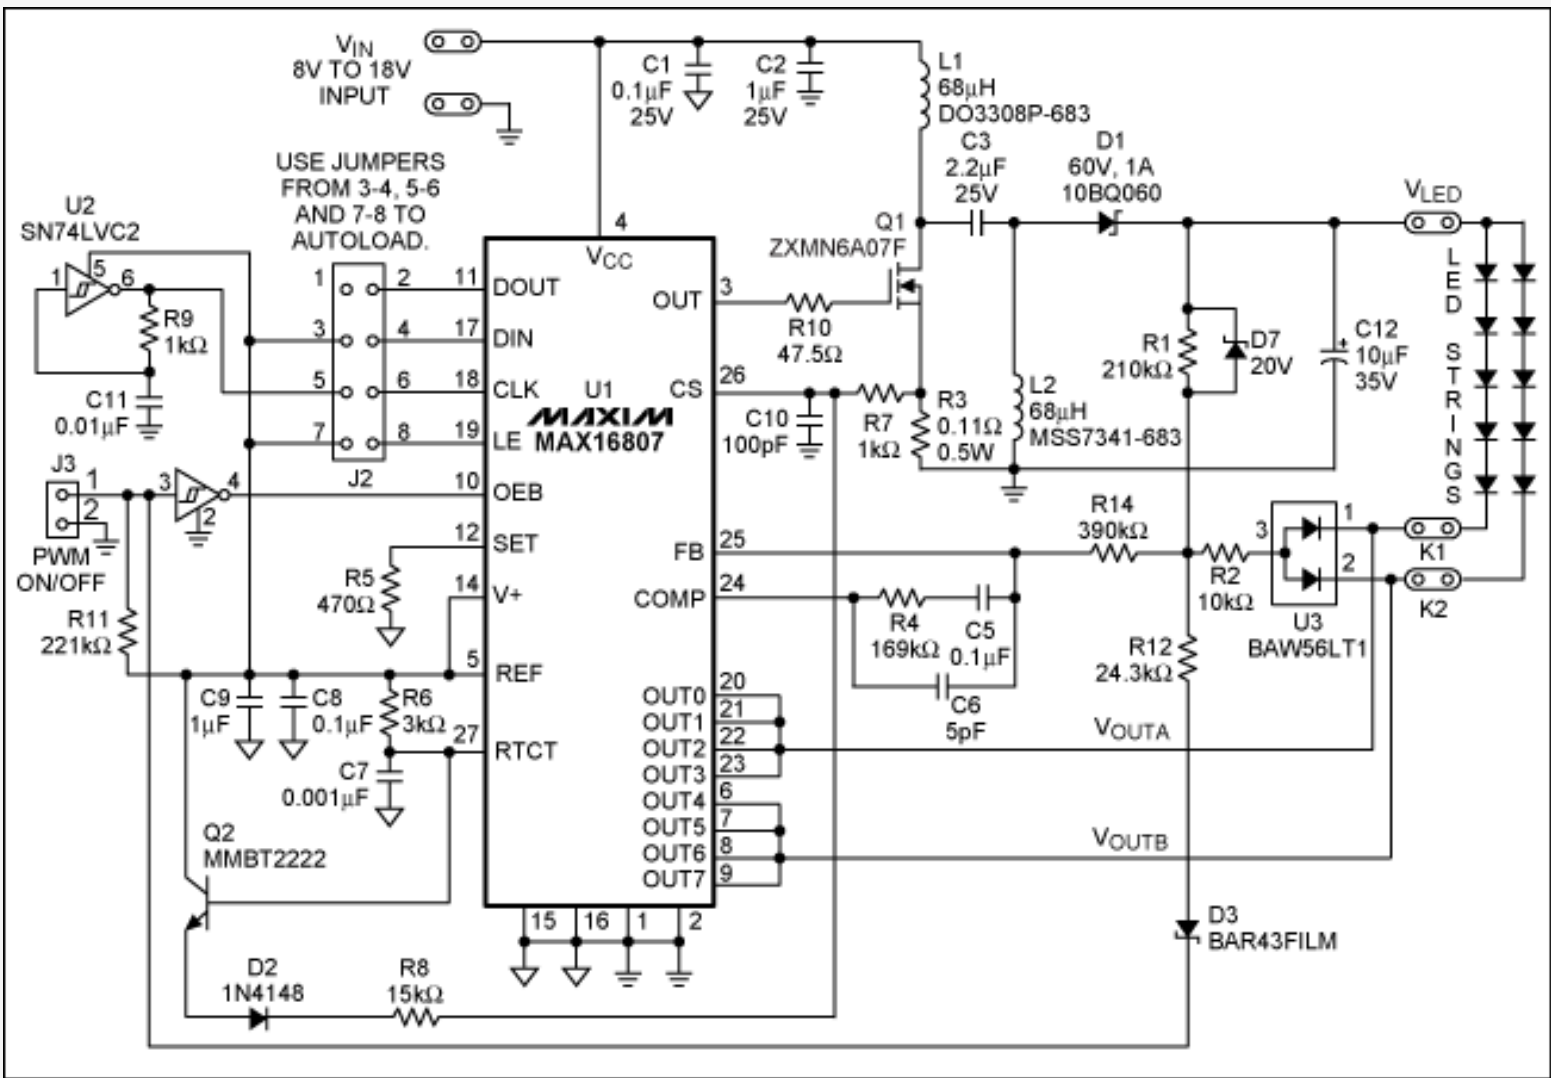 VIN
8V TO 18V
INPUT
C1
0.1μF
25V
C2
1μF
25V
L1
68μH
DO3308P-683
C3
2.2μF
25V
D1
60V, 1A
10BQ060
VLED
USE JUMPERS
FROM 3-4, 5-6
AND 7-8 TO
AUTOLOAD.
U2
SN74LVC2
1
5
6
R9
1kΩ
C11
0.01μF
1
2
3
4
5
6
7
8
J2
J3
1
2
PWM
ON/OFF
3
4
2
R11
221kΩ
4
VCC
11
DOUT
17
DIN
18
CLK
19
LE
10
OEB
12
SET
14
V+
5
REF
27
RTCT
U1
MAXIM
MAX16807
OUT
3
CS
26
FB
25
COMP
24
OUT0
20
OUT1
21
OUT2
22
OUT3
23
OUT4
6
OUT5
7
OUT6
8
OUT7
9
15
16
1
2
Q1
ZXMN6A07F
R10
47.5Ω
C10
100pF
R7
1kΩ
R3
0.11Ω
0.5W
L2
68μH
MSS7341-683
R1
210kΩ
D7
20V
C12
+
10μF
35V
LED STRINGS
R14
390kΩ
R2
10kΩ
3
1
2
U3
BAW56LT1
K1
K2
R4
169kΩ
C5
0.1μF
C6
5pF
R12
24.3kΩ
VOUTA
VOUTB
R5
470Ω
C9
1μF
C8
0.1μF
R6
3kΩ
C7
0.001μF
Q2
MMBT2222
D2
1N4148
R8
15kΩ
D3
BAR43FILM